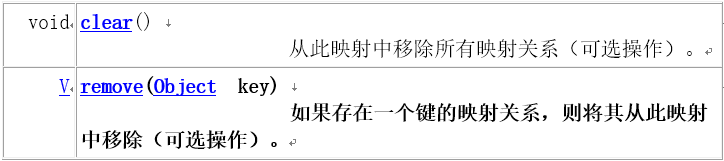 void clear()
从此映射中移除所有映射关系（可选操作）。
V remove(Object key)
如果存在一个键的映射关系，则将其从此映射
中移除（可选操作）。